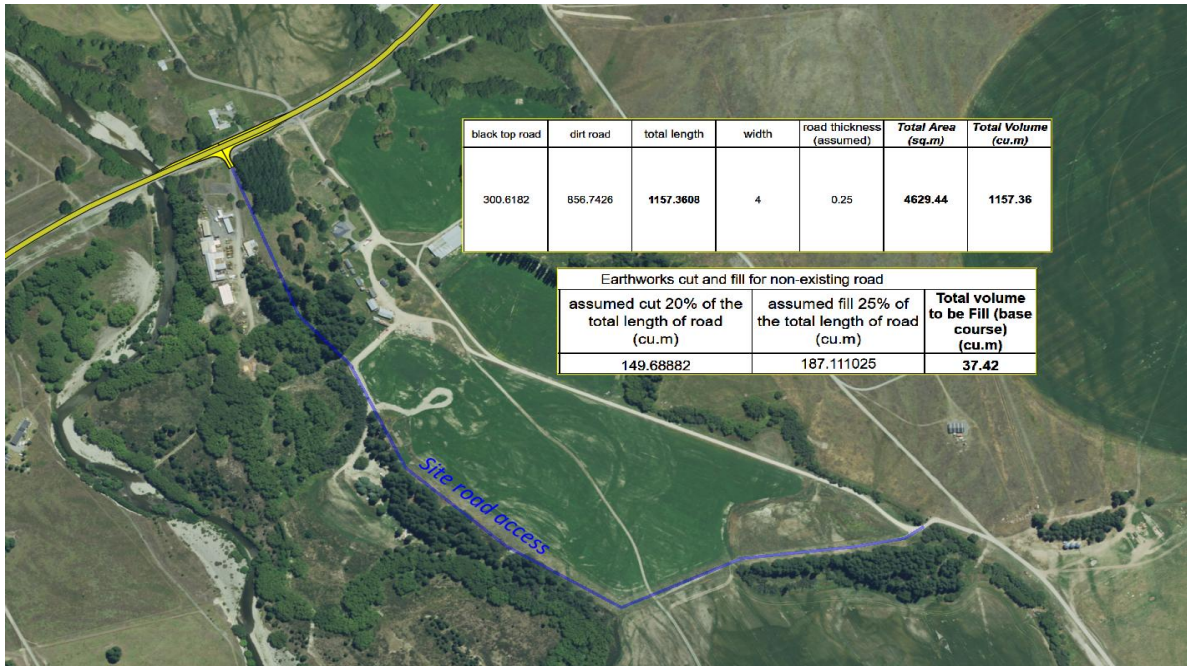 black top road dirt road total length width road thickness (assumed) Total Area (sq.m) Total Volume (cu.m)
300.6182 856.7426 1157.3608 4 0.25 4629.44 1157.36
Earthworks cut and fill for non-existing road
assumed cut 20% of the total length of road (cu.m) assumed fill 25% of the total length of road (cu.m) Total volume to be Fill (base course) (cu.m)
149.68882 187.111025 37.42
Site road access